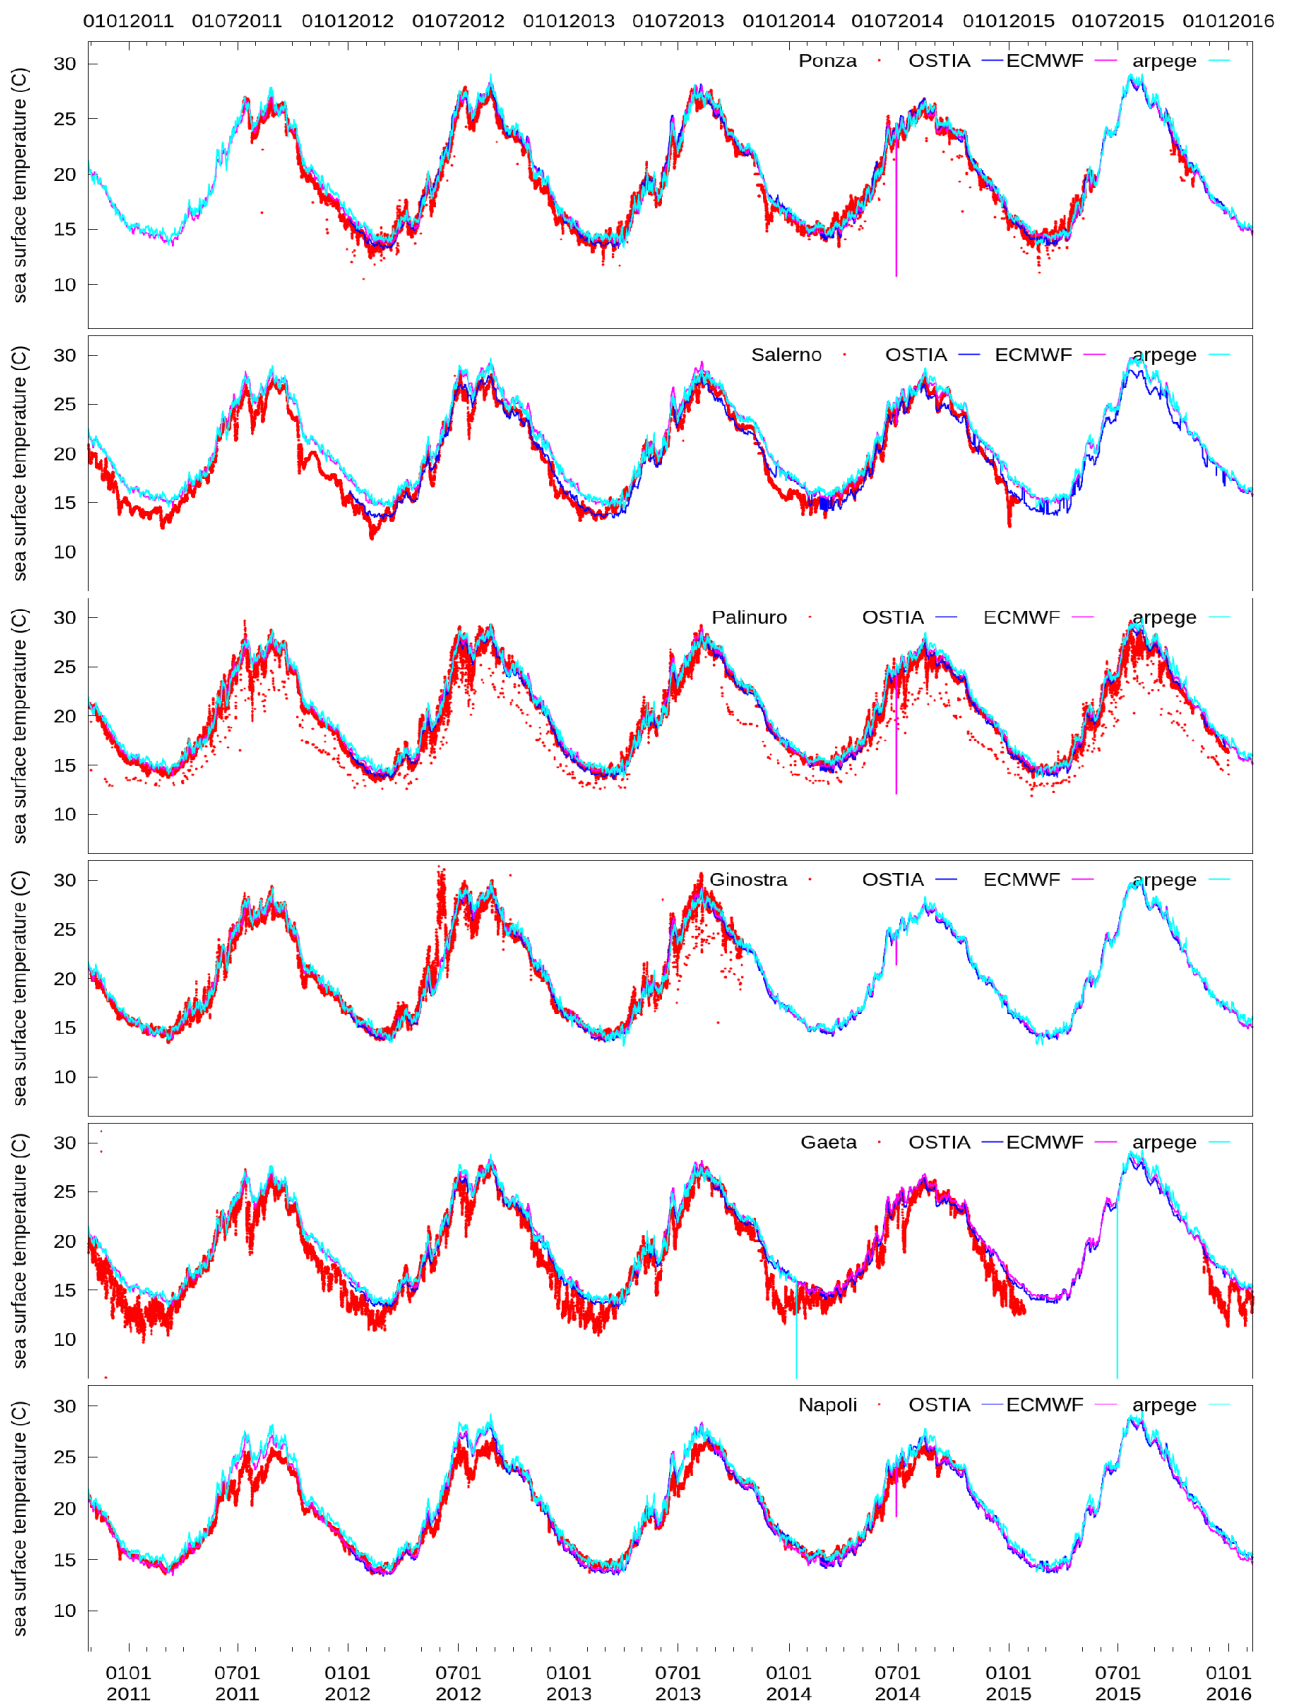 01012011 01072011 01012012 01072012 01012013 01072013 01012014 01072014 01012015 01072015 01012016
sea surface temperature (C)
30
25
20
15
10
Ponza OSTIA ECMWF arpege
sea surface temperature (C)
30
25
20
15
10
Salerno OSTIA ECMWF arpege
sea surface temperature (C)
30
25
20
15
10
Palinuro OSTIA ECMWF arpege
sea surface temperature (C)
30
25
20
15
10
Ginostra OSTIA ECMWF arpege
sea surface temperature (C)
30
25
20
15
10
Gaeta OSTIA ECMWF arpege
sea surface temperature (C)
30
25
20
15
10
Napoli OSTIA ECMWF arpege
0101 0701 0101 0701 0101 0701 0101 0701 0101 0701 0101
2011 2011 2012 2012 2013 2013 2014 2014 2015 2015 2016